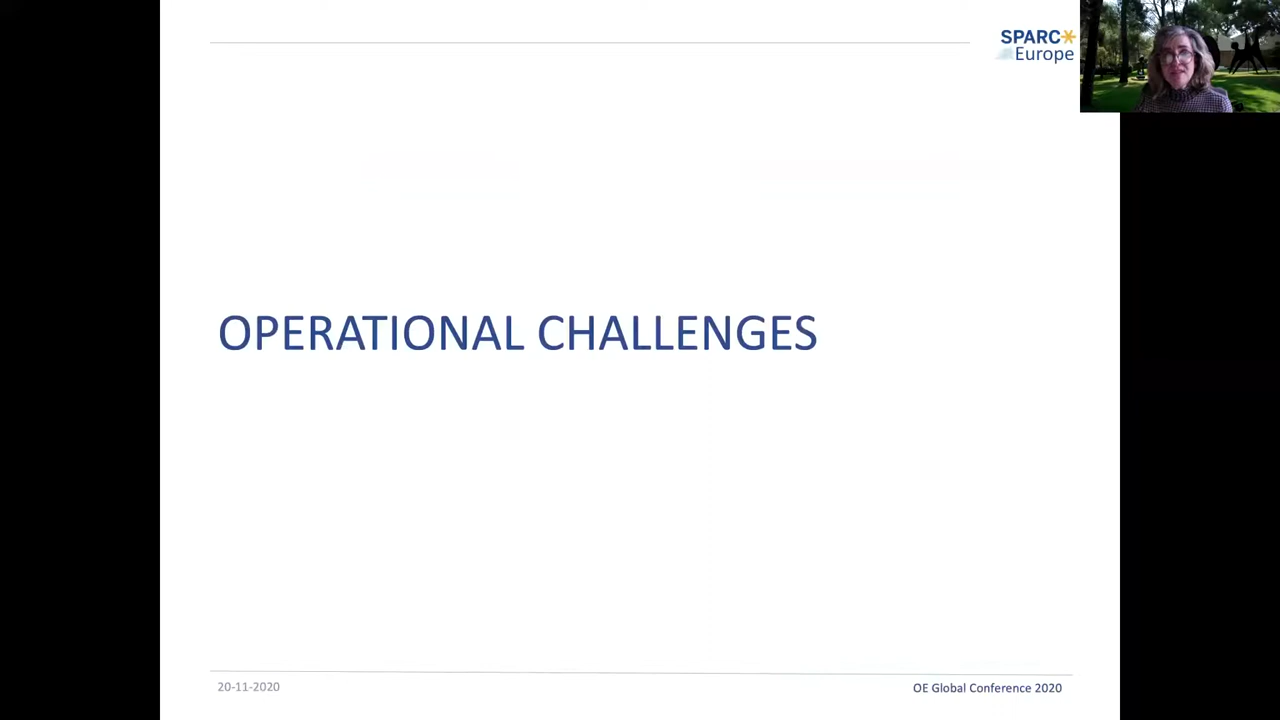 SPARC
Europe
OPERATIONAL CHALLENGES
20-11-2020
OE Global Conference 2020